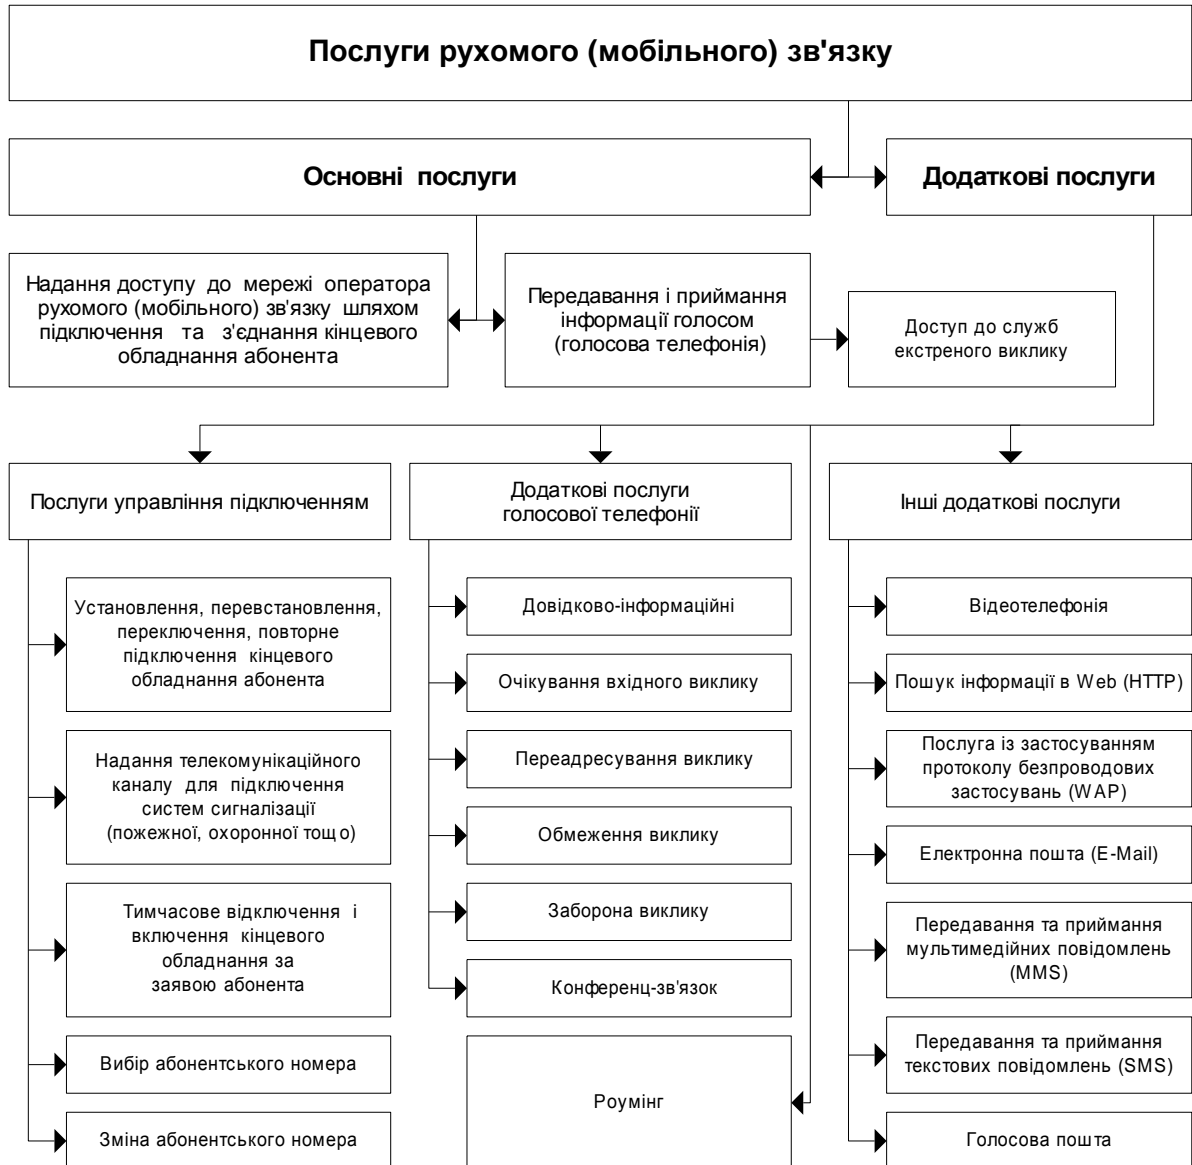 Послуги рухомого (мобільного) зв'язку
Основні послуги
Додаткові послуги
Надання доступу до мережі оператора
рухомого (мобільного) зв'язку шляхом
підключення та з'єднання кінцевого
обладнання абонента
Передавання і приймання
інформації голосом
(голосова телефонія)
Доступ до служб
екстреного виклику
Послуги управління підключенням
Додаткові послуги
голосової телефонії
Інші додаткові послуги
Установлення, перевстановлення,
переключення, повторне
підключення кінцевого
обладнання абонента
Надання телекомунікаційного
каналу для підключення
систем сигналізації
(пожежної, охоронної тощо)
Тимчасове відключення і
включення кінцевого
обладнання за
заявою абонента
Вибір абонентського номера
Зміна абонентського номера
Довідково-інформаційні
Очікування вхідного виклику
Переадресування виклику
Обмеження виклику
Заборона виклику
Конференц-зв'язок
Роумінг
Відеотелефонія
Пошук інформації в Web (HTTP)
Послуга із застосуванням
протоколу безпроводових
застосувань (WAP)
Електронна пошта (E-Mail)
Передавання та приймання
мультимедійних повідомлень
(MMS)
Передавання та приймання
текстових повідомлень (SMS)
Голосова пошта